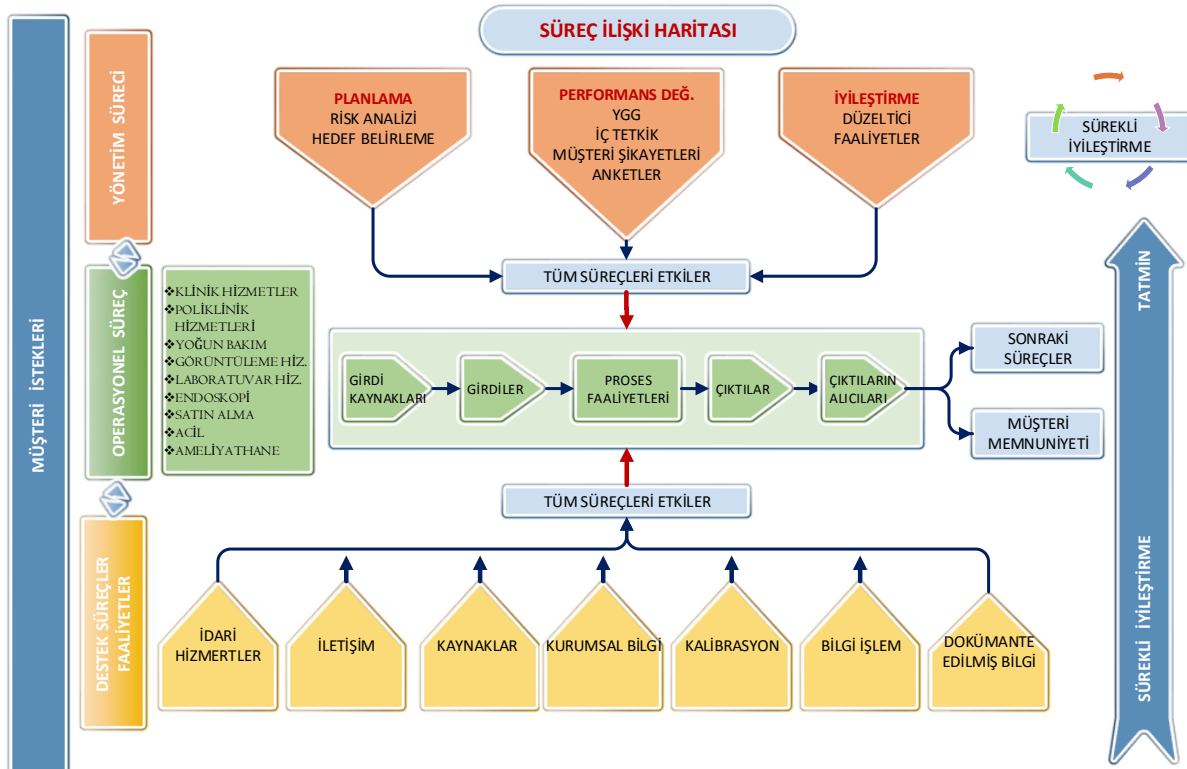 SÜREÇ İLİŞKİ HARİTASI
MÜŞTERİ İSTEKLERİ
YÖNETİM SÜRECİ
PLANLAMA
RİSK ANALİZİ
HEDEF BELİRLEME
PERFORMANS DEĞ.
YGG
İÇ TETKİK
MÜŞTERİ ŞİKAYETLERİ
ANKETLER
İYİLEŞTİRME
DÜZELTİCİ
FAALİYETLER
SÜREKLİ
İYİLEŞTİRME
TÜM SÜREÇLERİ ETKİLER
OPERASYONEL SÜREÇ
❖KLİNİK HİZMETLER
❖POLİKLİNİK
HİZMETLERİ
❖YOĞUN BAKIM
❖GÖRÜNTÜLEME HİZ.
❖LABORATUVAR HİZ.
❖ENDOSKOPİ
❖SATIN ALMA
❖ACİL
❖AMELİYATHANE
GİRDİ
KAYNAKLARI
GİRDİLER
PROSES
FAALİYETLERİ
ÇIKTILAR
ÇIKTILARIN
ALICILARI
SONRAKİ
SÜREÇLER
MÜŞTERİ
MEMNUNİYETİ
TÜM SÜREÇLERİ ETKİLER
DESTEK SÜREÇLER
FAALİYETLER
İDARİ
HİZMERTLER
İLETİŞİM
KAYNAKLAR
KURUMSAL BİLGİ
KALİBRASYON
BİLGİ İŞLEM
DOKÜMANTE
EDİLMİŞ BİLGİ
SÜREKLİ İYİLEŞTİRME
TATMİN